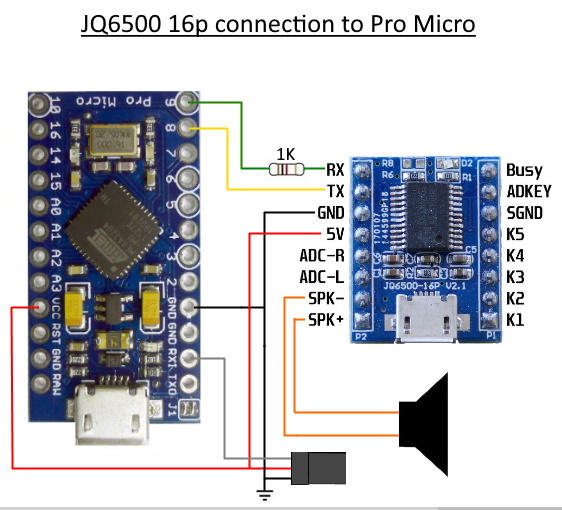 JQ6500 16p connection to Pro Micro
Pro Micro
10
16
14
15
A0
A1
A2
A3
VCC
RST
GND
RAW
9
8
7
6
5
4
3
2
GND
GND
RX1
TXO
J1
1K
RX
TX
GND
5V
ADC-R
ADC-L
SPK-
SPK+
R8
R6
D2
R1
C5
JQ6500-16P V2.1
P2
P1
Busy
ADKEY
SGND
K5
K4
K3
K2
K1